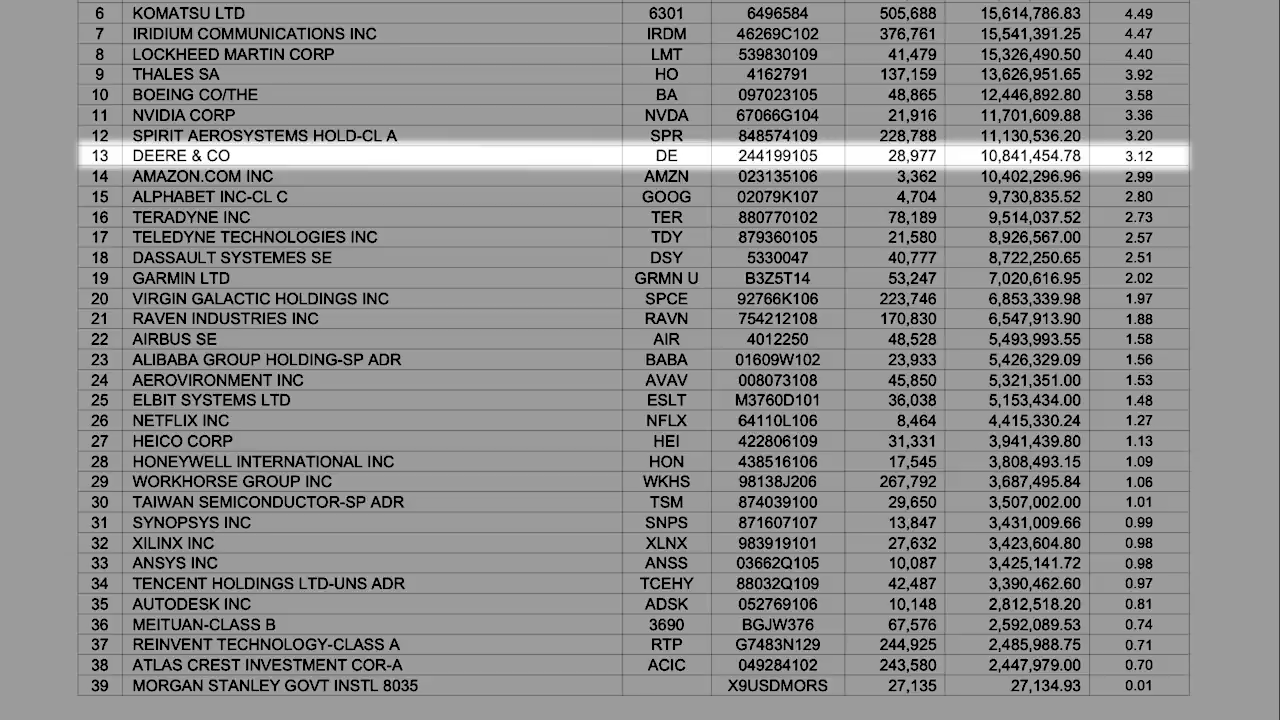 6 KOMATSU LTD 6301 6496584 505,688 15,614,786.83 4.49
7 IRIDIUM COMMUNICATIONS INC IRDM 46269C102 376,761 15,541,391.25 4.47
8 LOCKHEED MARTIN CORP LMT 539830109 41,479 15,326,490.50 4.40
9 THALES SA HO 4162791 137,159 13,626,951.65 3.92
10 BOEING CO/THE BA 097023105 48,865 12,446,892.80 3.58
11 NVIDIA CORP NVDA 67066G104 21,916 11,701,609.88 3.36
12 SPIRIT AEROSYSTEMS HOLD-CL A SPR 848574109 228,788 11,130,536.20 3.20
13 DEERE & CO DE 244199105 28,977 10,841,454.78 3.12
14 AMAZON.COM INC AMZN 023135106 3,362 10,402,296.96 2.99
15 ALPHABET INC-CL C GOOG 02079K107 4,704 9,730,835.52 2.80
16 TERADYNE INC TER 880770102 78,189 9,514,037.52 2.73
17 TELEDYNE TECHNOLOGIES INC TDY 879360105 21,580 8,926,567.00 2.57
18 DASSAULT SYSTEMES SE DSY 5330047 40,777 8,722,250.65 2.51
19 GARMIN LTD GRMN U B3Z5T14 53,247 7,020,616.95 2.02
20 VIRGIN GALACTIC HOLDINGS INC SPCE 92766K106 223,746 6,853,339.98 1.97
21 RAVEN INDUSTRIES INC RAVN 754212108 170,830 6,547,913.90 1.88
22 AIRBUS SE AIR 4012250 48,528 5,493,993.55 1.58
23 ALIBABA GROUP HOLDING-SP ADR BABA 01609W102 23,933 5,426,329.09 1.56
24 AEROVIRONMENT INC AVAV 008073108 45,850 5,321,351.00 1.53
25 ELBIT SYSTEMS LTD ESLT M3760D101 36,038 5,153,434.00 1.48
26 NETFLIX INC NFLX 64110L106 8,464 4,415,330.24 1.27
27 HEICO CORP HEI 422806109 31,331 3,941,439.80 1.13
28 HONEYWELL INTERNATIONAL INC HON 438516106 17,545 3,808,493.15 1.09
29 WORKHORSE GROUP INC WKHS 98138J206 267,792 3,687,495.84 1.06
30 TAIWAN SEMICONDUCTOR-SP ADR TSM 874039100 29,650 3,507,002.00 1.01
31 SYNOPSYS INC SNPS 871607107 13,847 3,431,009.66 0.99
32 XILINX INC XLNX 983919101 27,632 3,423,604.80 0.98
33 ANSYS INC ANSS 03662Q105 10,087 3,425,141.72 0.98
34 TENCENT HOLDINGS LTD-UNS ADR TCEHY 88032Q109 42,487 3,390,462.60 0.97
35 AUTODESK INC ADSK 052769106 10,148 2,812,518.20 0.81
36 MEITUAN-CLASS B 3690 BGJW376 67,576 2,592,089.53 0.74
37 REINVENT TECHNOLOGY-CLASS A RTP G7483N129 244,925 2,485,988.75 0.71
38 ATLAS CREST INVESTMENT COR-A ACIC 049284102 243,580 2,447,979.00 0.70
39 MORGAN STANLEY GOVT INSTL 8035 X9USDMORS 27,135 27,134.93 0.01